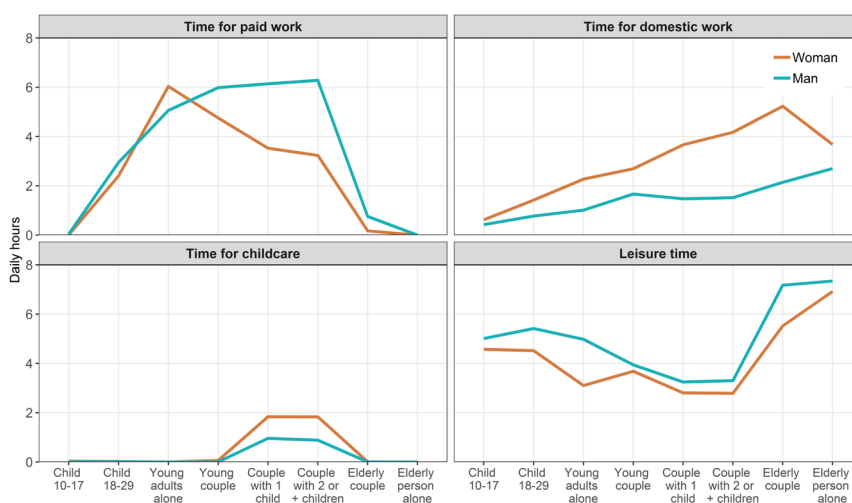 Time for paid work
Time for domestic work
8
6
4
2
0
Woman
Man
Daily hours
Time for childcare
Leisure time
8
6
4
2
0
Child
10-17
Child
18-29
Young
adults
alone
Young
couple
Couple
with 1
child
Couple
with 2 or
+ children
Elderly
couple
Elderly
person
alone
Child
10-17
Child
18-29
Young
adults
alone
Young
couple
Couple
with 1
child
Couple
with 2 or
+ children
Elderly
couple
Elderly
person
alone